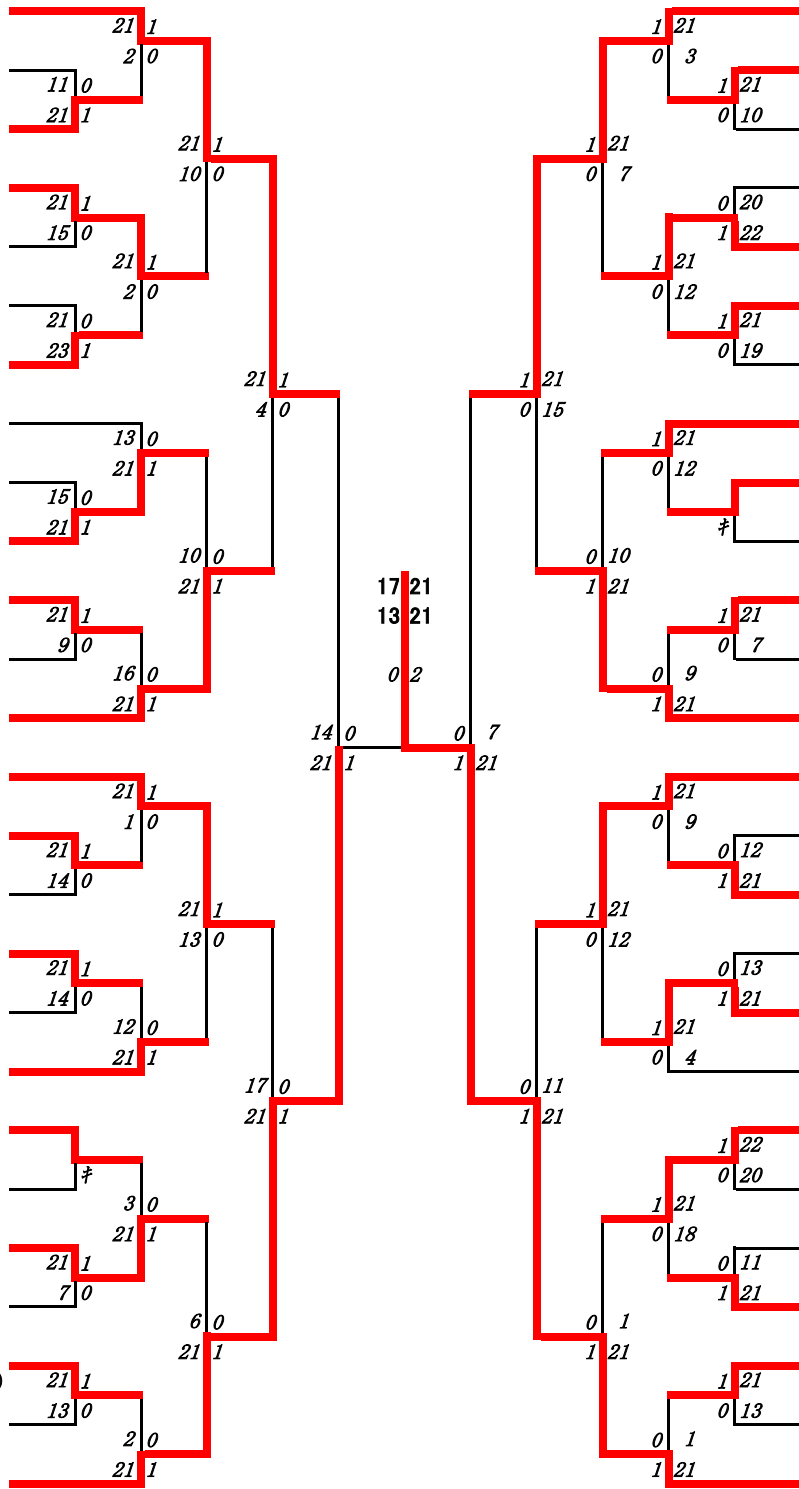 21 1 1 21
2 0 0 3
11 0 1 21
21 1 0 10
21 1 1 21
10 0 0 7
21 1 0 20
15 0 1 22
21 1 1 21
2 0 0 12
21 0 1 21
23 1 0 19
21 1 1 21
4 0 0 15
13 0 1 21
21 1 0 12
15 0
21 1
10 0 0 10
21 1 1 21
17 21
13 21
21 1 1 21
9 0 0 7
16 0 0 9
21 1 1 21
0 2
14 0 0 7
21 1 1 21
21 1 1 21
1 0 0 9
21 1 0 12
14 0 1 21
21 1 1 21
13 0 0 12
21 1 0 13
14 0 1 21
12 0 1 21
21 1 0 4
17 0 0 11
21 1 1 21
1 22
0 20
3 0 1 21
21 1 0 18
21 1 0 11
7 0 1 21
6 0 0 1
21 1 1 21
) 21 1 1 21
13 0 0 13
2 0 0 1
21 1 1 21